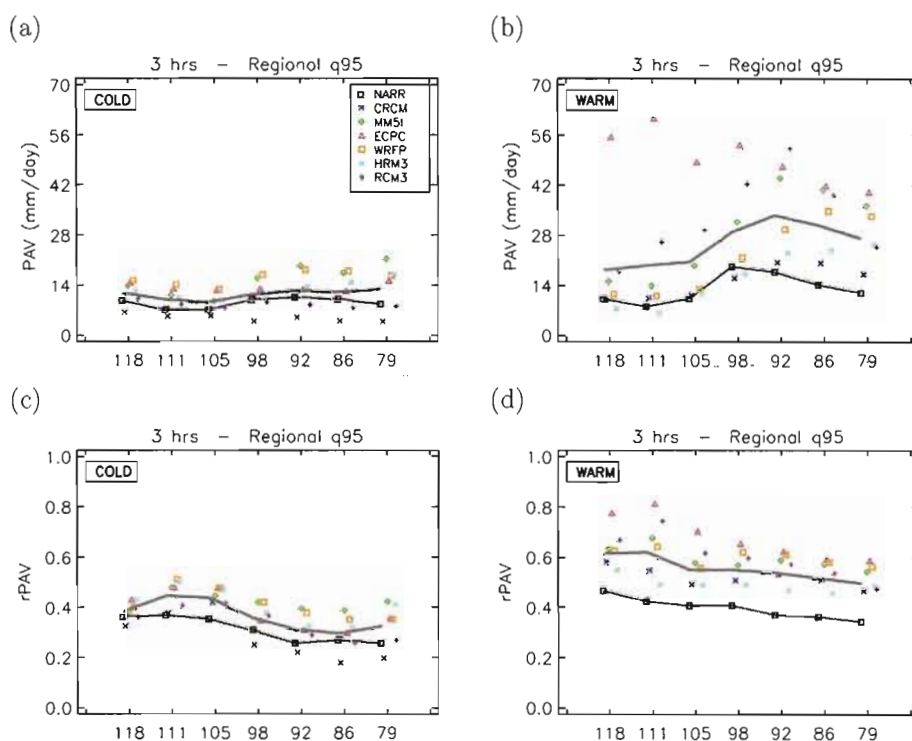 (a)
3 hrs – Regional q95
COLD
PAV (mm/day)
70
56
42
28
14
0
NARR
CRCM
MM5I
ECPC
WRFP
HRM3
RCM3
118 111 105 98 92 86 79
(b)
3 hrs – Regional q95
WARM
PAV (mm/day)
70
56
42
28
14
0
118 111 105 98 92 86 79
(c)
3 hrs – Regional q95
COLD
rPAV
1.0
0.8
0.6
0.4
0.2
0.0
118 111 105 98 92 86 79
(d)
3 hrs – Regional q95
WARM
rPAV
1.0
0.8
0.6
0.4
0.2
0.0
118 111 105 98 92 86 79